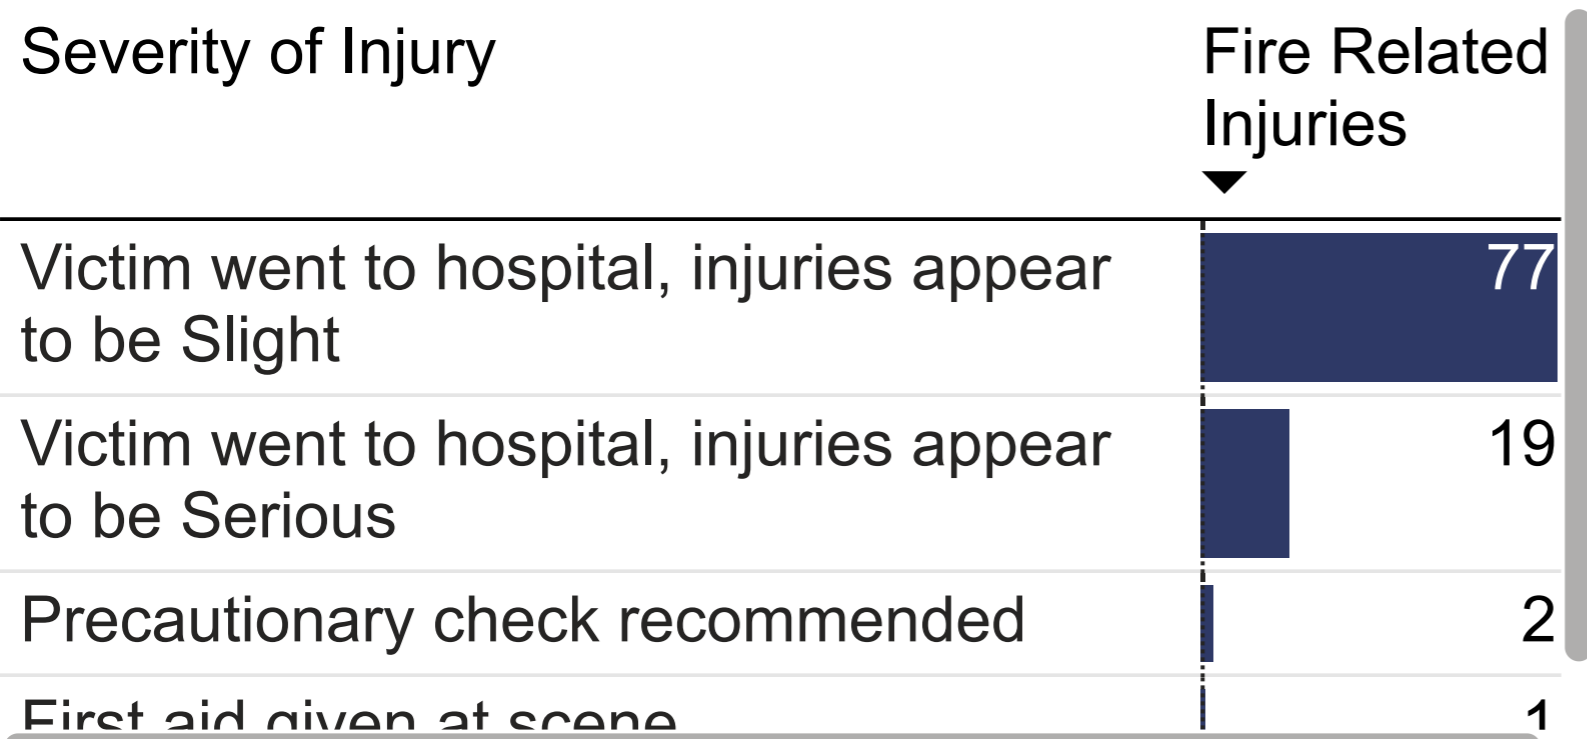 Severity of Injury
Fire Related
Injuries
Victim went to hospital, injuries appear
to be Slight
77
Victim went to hospital, injuries appear
to be Serious
19
Precautionary check recommended
2
First aid given at scene
1